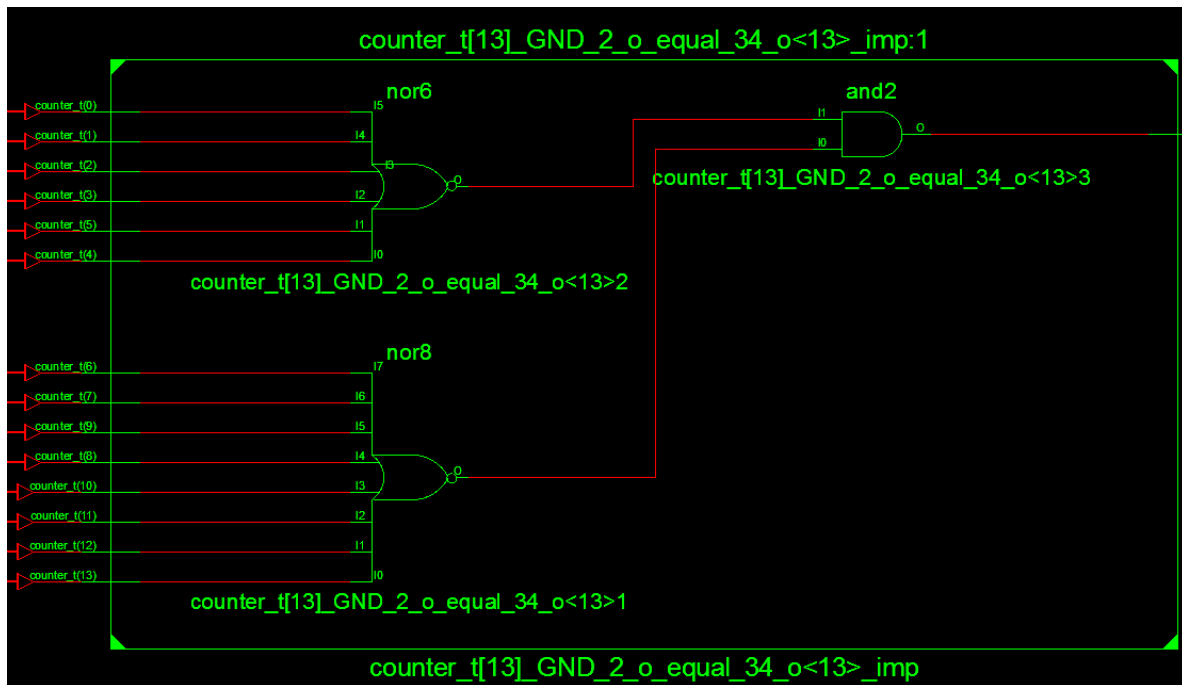 counter_t[13]_GND_2_o_equal_34_o<13>_imp:1
nor6
and2
counter_t(0) I5
counter_t(1) I4
counter_t(2) I3
counter_t(3) I2
counter_t(5) I1
counter_t(4) I0
O
I1
I0
O
counter_t[13]_GND_2_o_equal_34_o<13>3
counter_t[13]_GND_2_o_equal_34_o<13>2
nor8
counter_t(6) I7
counter_t(7) I6
counter_t(9) I5
counter_t(8) I4
counter_t(10) I3
counter_t(11) I2
counter_t(12) I1
counter_t(13) I0
O
counter_t[13]_GND_2_o_equal_34_o<13>1
counter_t[13]_GND_2_o_equal_34_o<13>_imp